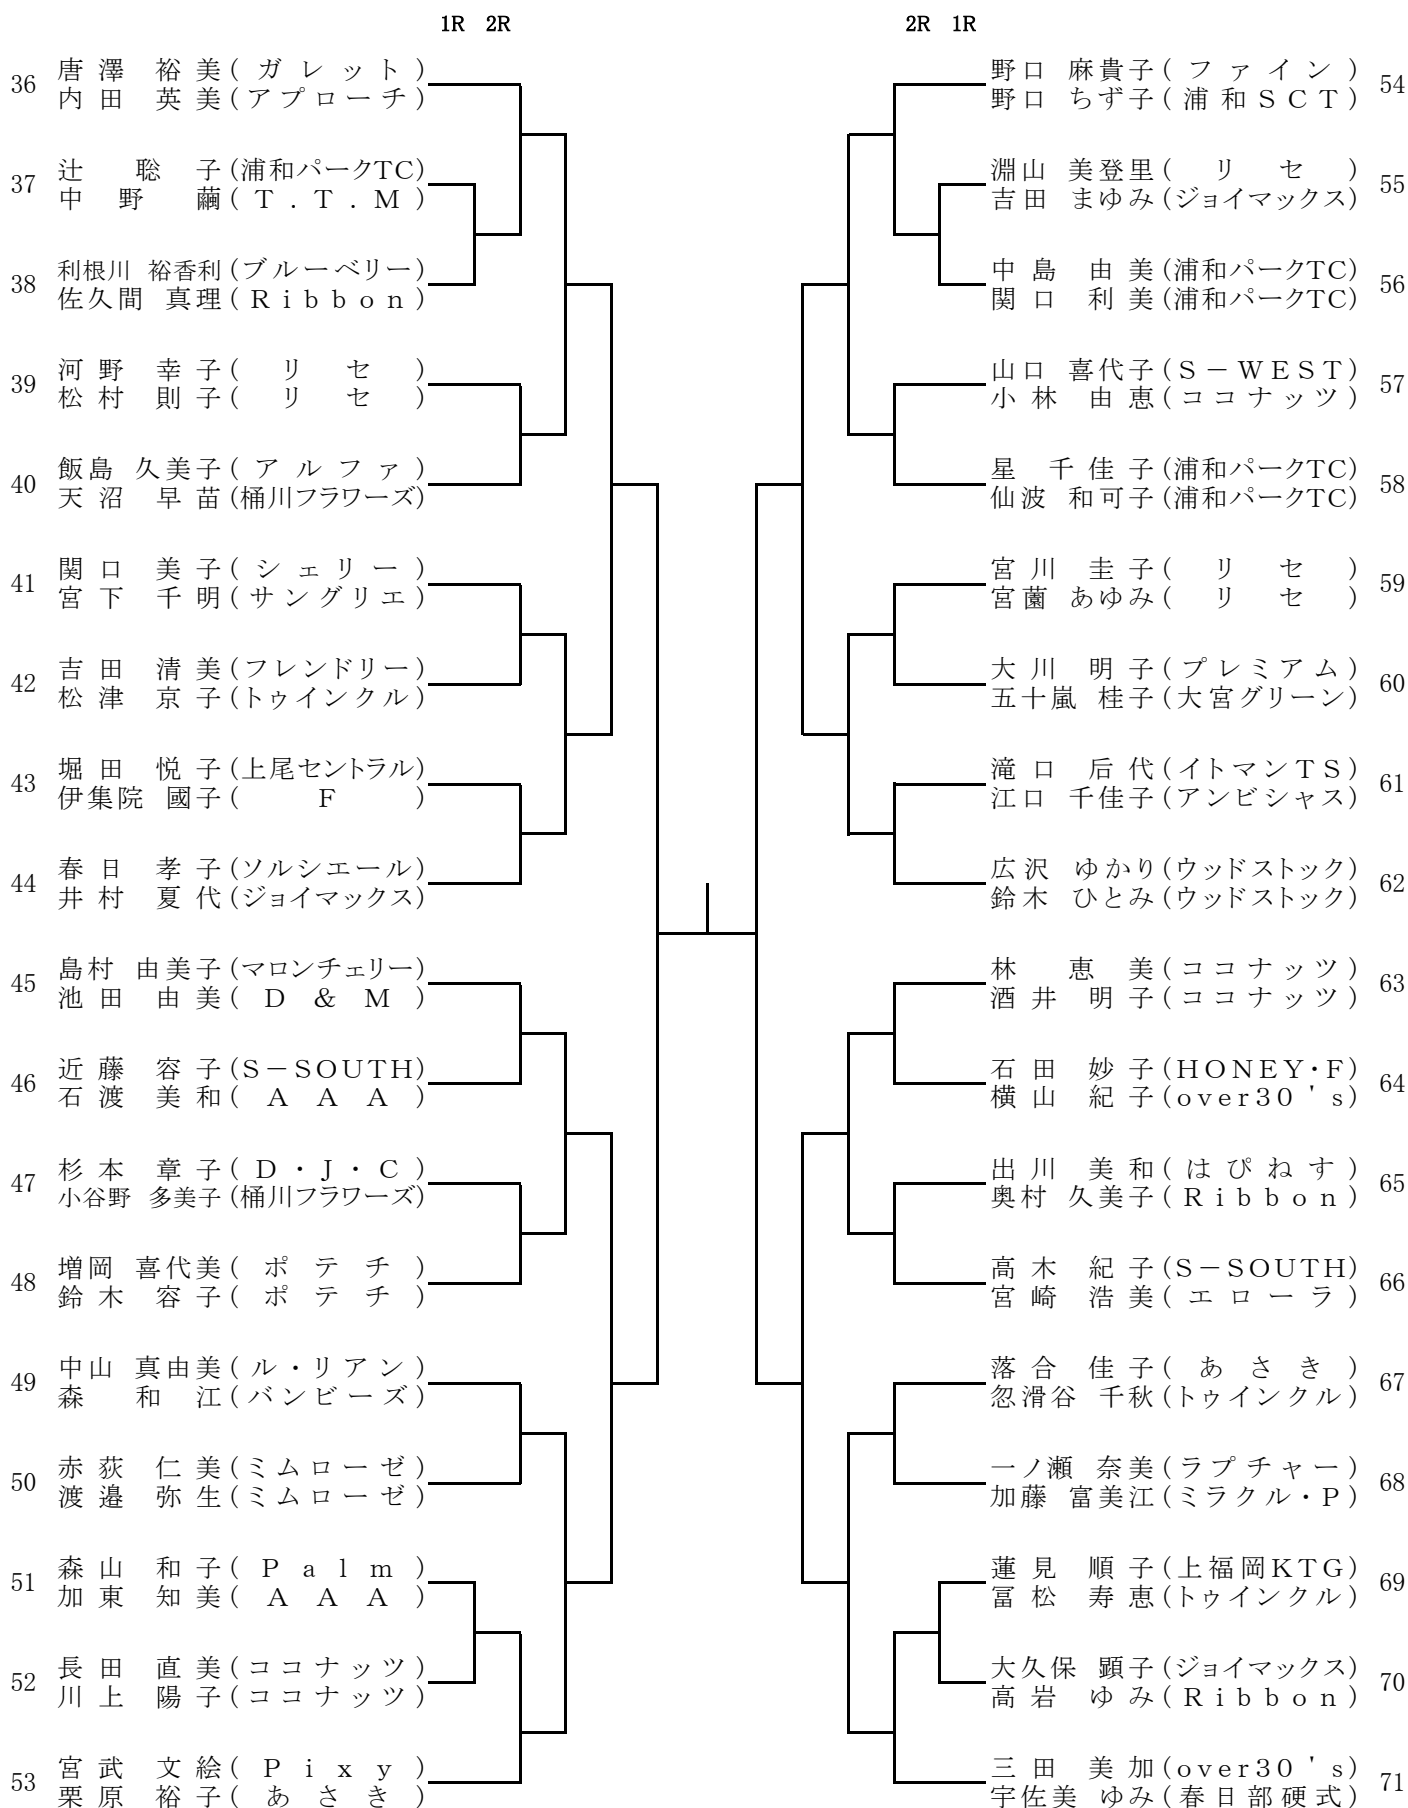 1R 2R
2R 1R
36 唐澤 裕美(ガレット)
内田 英美(アプローチ)
37 辻 聡子(浦和パークTC)
中野 繭(T.T.M)
38 利根川 裕香利(ブルーベリー)
佐久間 真理(Ribbon)
39 河野 幸子(リセ)
松村 則子(リセ)
40 飯島 久美子(アルファ)
天沼 早苗(桶川フラワーズ)
41 関口 美子(シェリー)
宮下 千明(サングリエ)
42 吉田 清美(フレンドリー)
松津 京子(トゥインクル)
43 堀田 悦子(上尾セントラル)
伊集院 國子(F)
44 春日 孝子(ソルシエール)
井村 夏代(ジョイマックス)
45 島村 由美子(マロンチェリー)
池田 由美(D&M)
46 近藤 容子(S-SOUTH)
石渡 美和(AAA)
47 杉本 章子(D・J・C)
小谷野 多美子(桶川フラワーズ)
48 増岡 喜代美(ポテチ)
鈴木 容子(ポテチ)
49 中山 真由美(ル・リアン)
森 和江(バンビーズ)
50 赤荻 仁美(ミムローゼ)
渡邉 弥生(ミムローゼ)
51 森山 和子(Palm)
加東 知美(AAA)
52 長田 直美(ココナッツ)
川上 陽子(ココナッツ)
53 宮武 文絵(Pixy)
栗原 裕子(あさき)
野口 麻貴子(ファイン) 54
野口 ちず子(浦和SCT)
淵山 美登里(リセ) 55
吉田 まゆみ(ジョイマックス)
中島 由美(浦和パークTC) 56
関口 利美(浦和パークTC)
山口 喜代子(S-WEST) 57
小林 由恵(ココナッツ)
星 千佳子(浦和パークTC) 58
仙波 和可子(浦和パークTC)
宮川 圭子(リセ) 59
宮薗 あゆみ(リセ)
大川 明子(プレミアム) 60
五十嵐 桂子(大宮グリーン)
滝口 后代(イトマンTS) 61
江口 千佳子(アンビシャス)
広沢 ゆかり(ウッドストック) 62
鈴木 ひとみ(ウッドストック)
林 恵美(ココナッツ) 63
酒井 明子(ココナッツ)
石田 妙子(HONEY・F) 64
横山 紀子(over30's)
出川 美和(はぴねす) 65
奥村 久美子(Ribbon)
高木 紀子(S-SOUTH) 66
宮崎 浩美(エローラ)
落合 佳子(あさき) 67
忍滑谷 千秋(トゥインクル)
一ノ瀬 奈美(ラプチャー) 68
加藤 富美江(ミラクル・P)
蓮見 順子(上福岡KTG) 69
冨松 寿恵(トゥインクル)
大久保 顕子(ジョイマックス) 70
高岩 ゆみ(Ribbon)
三田 美加(over30's) 71
宇佐美 ゆみ(春日部硬式)